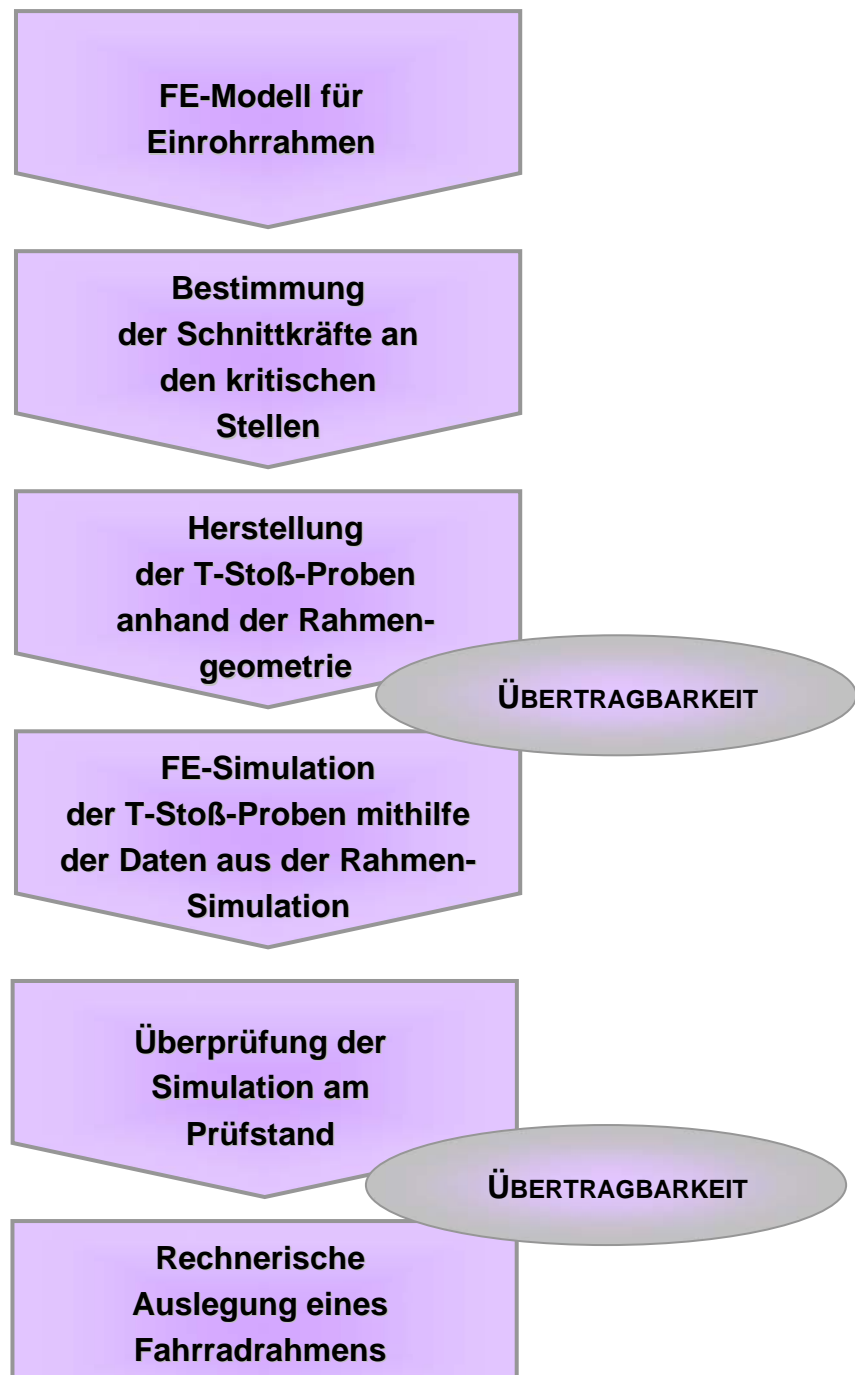 FE-Modell für
Einrohrrahmen
Bestimmung
der Schnittkräfte an
den kritischen
Stellen
Herstellung
der T-Stoß-Proben
anhand der Rahmen-
geometrie
ÜBERTRAGBARKEIT
FE-Simulation
der T-Stoß-Proben mithilfe
der Daten aus der Rahmen-
Simulation
Überprüfung der
Simulation am
Prüfstand
ÜBERTRAGBARKEIT
Rechnerische
Auslegung eines
Fahrradrahmens